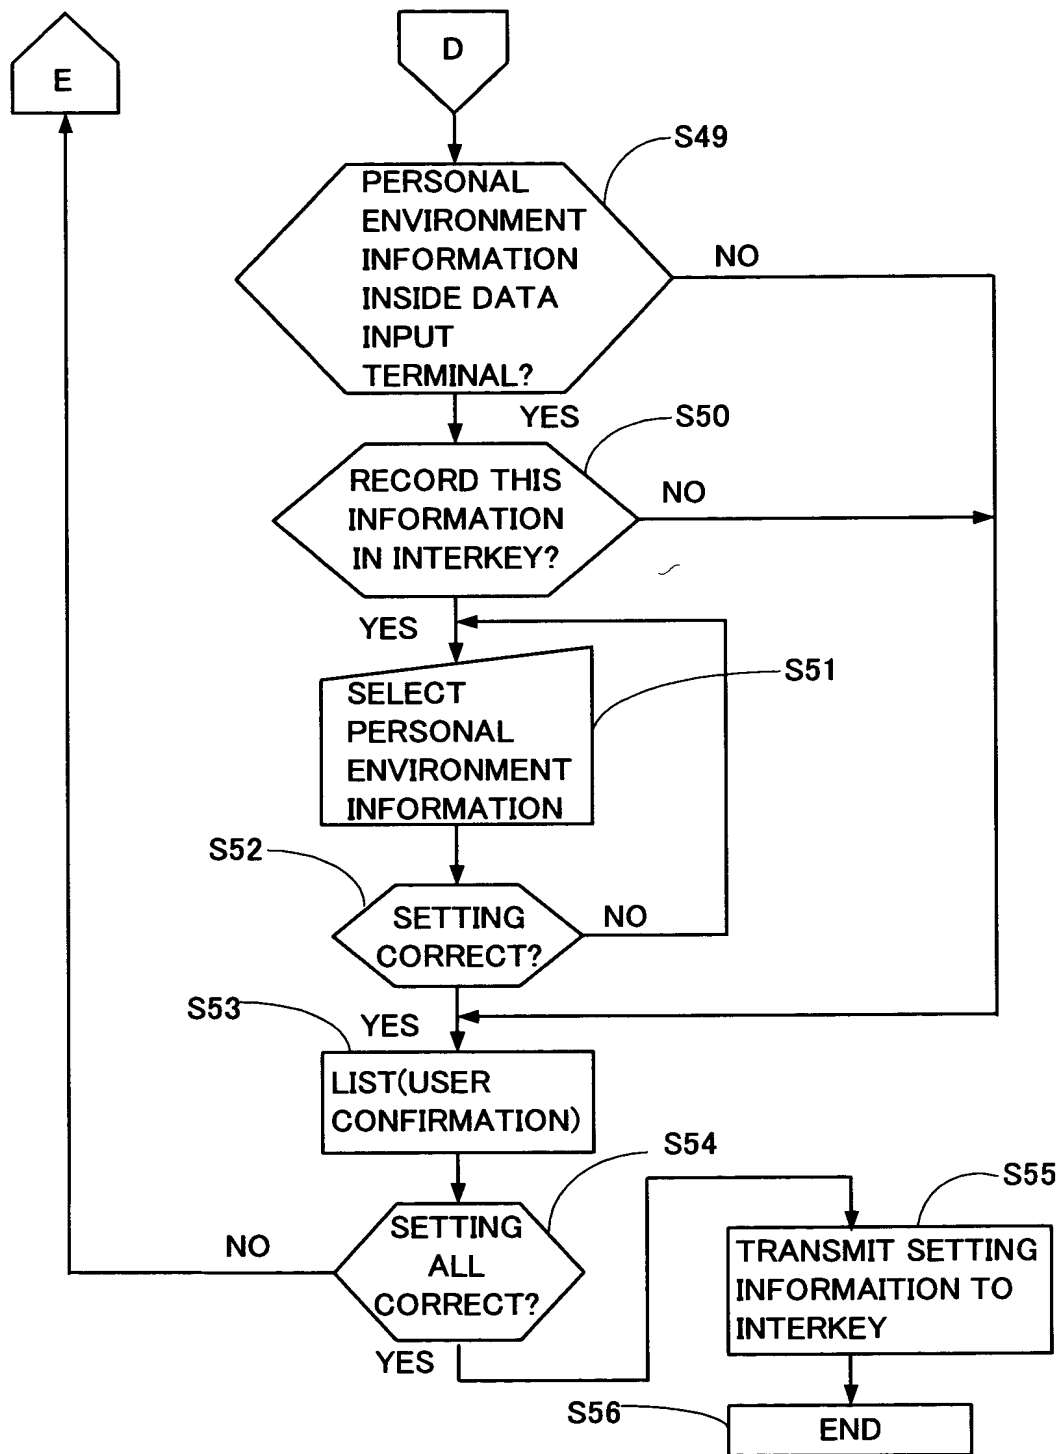 E
D
S49
PERSONAL
ENVIRONMENT
INFORMATION
INSIDE DATA
INPUT
TERMINAL?
NO
YES
S50
RECORD THIS
INFORMATION
IN INTERKEY?
NO
YES
S51
SELECT
PERSONAL
ENVIRONMENT
INFORMATION
S52
SETTING
CORRECT?
NO
YES
S53
LIST(USER
CONFIRMATION)
S54
SETTING
ALL
CORRECT?
NO
YES
S55
TRANSMIT SETTING
INFORMAITION TO
INTERKEY
S56
END